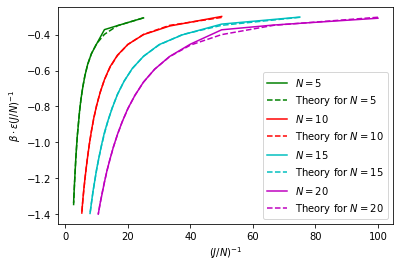 −0.4
−0.6
−0.8
−1.0
−1.2
−1.4
β · ε(J/N)⁻¹
0
20
40
60
80
100
(J/N)⁻¹
N = 5
Theory for N = 5
N = 10
Theory for N = 10
N = 15
Theory for N = 15
N = 20
Theory for N = 20